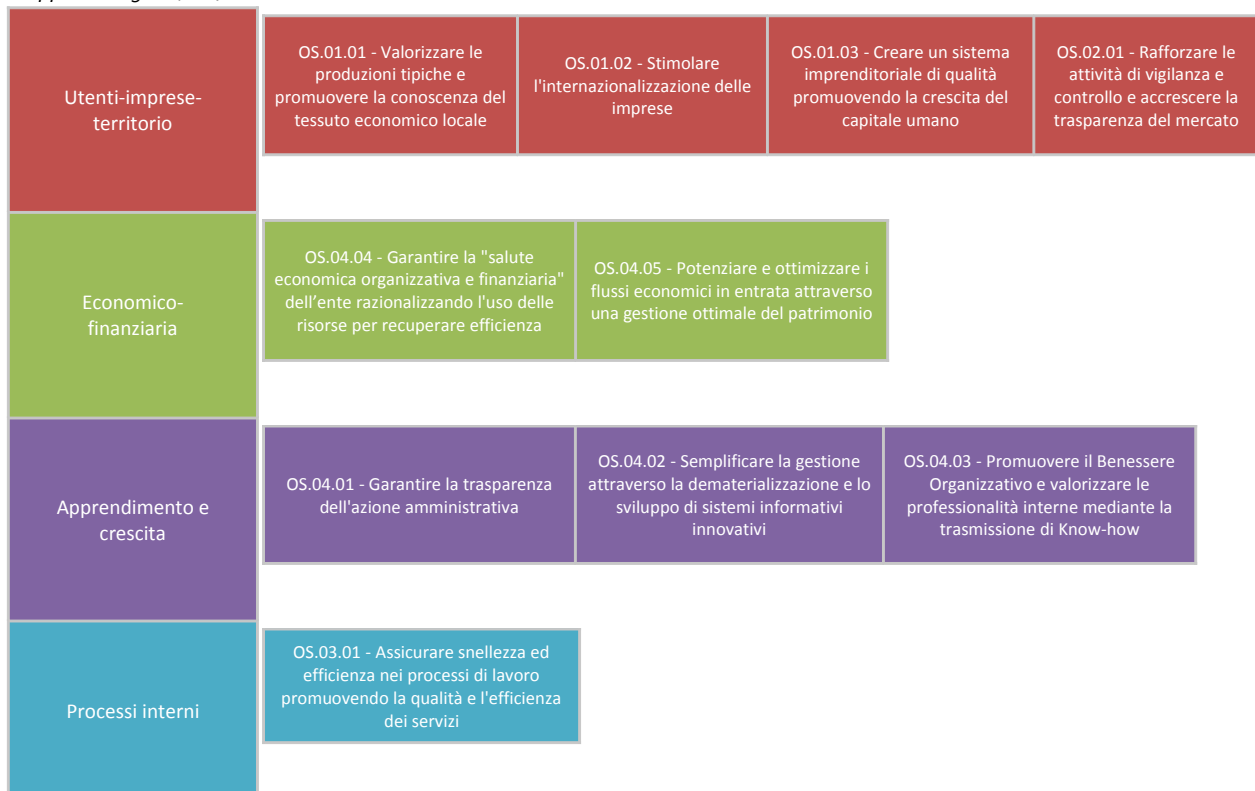 Utenti-imprese-
territorio
OS.01.01 - Valorizzare le
produzioni tipiche e
promuovere la conoscenza del
tessuto economico locale
OS.01.02 - Stimolare
l'internazionalizzazione delle
imprese
OS.01.03 - Creare un sistema
imprenditoriale di qualità
promuovendo la crescita del
capitale umano
OS.02.01 - Rafforzare le
attività di vigilanza e
controllo e accrescere la
trasparenza del mercato
Economico-
finanziaria
OS.04.04 - Garantire la "salute
economica organizzativa e finanziaria"
dell’ente razionalizzando l'uso delle
risorse per recuperare efficienza
OS.04.05 - Potenziare e ottimizzare i
flussi economici in entrata attraverso
una gestione ottimale del patrimonio
Apprendimento e
crescita
OS.04.01 - Garantire la trasparenza
dell'azione amministrativa
OS.04.02 - Semplificare la gestione
attraverso la dematerializzazione e lo
sviluppo di sistemi informativi
innovativi
OS.04.03 - Promuovere il Benessere
Organizzativo e valorizzare le
professionalità interne mediante la
trasmissione di Know-how
Processi interni
OS.03.01 - Assicurare snellezza ed
efficienza nei processi di lavoro
promuovendo la qualità e l'efficienza
dei servizi